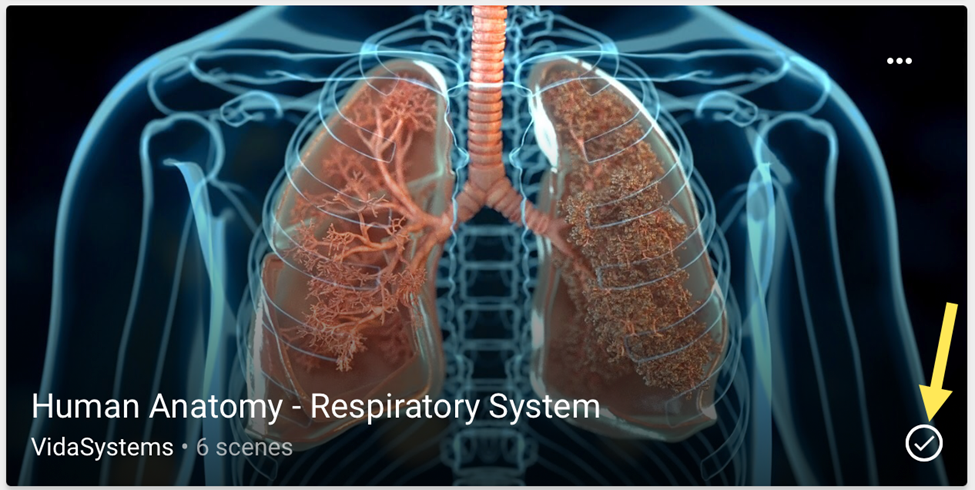 Human Anatomy - Respiratory System
VidaSystems • 6 scenes